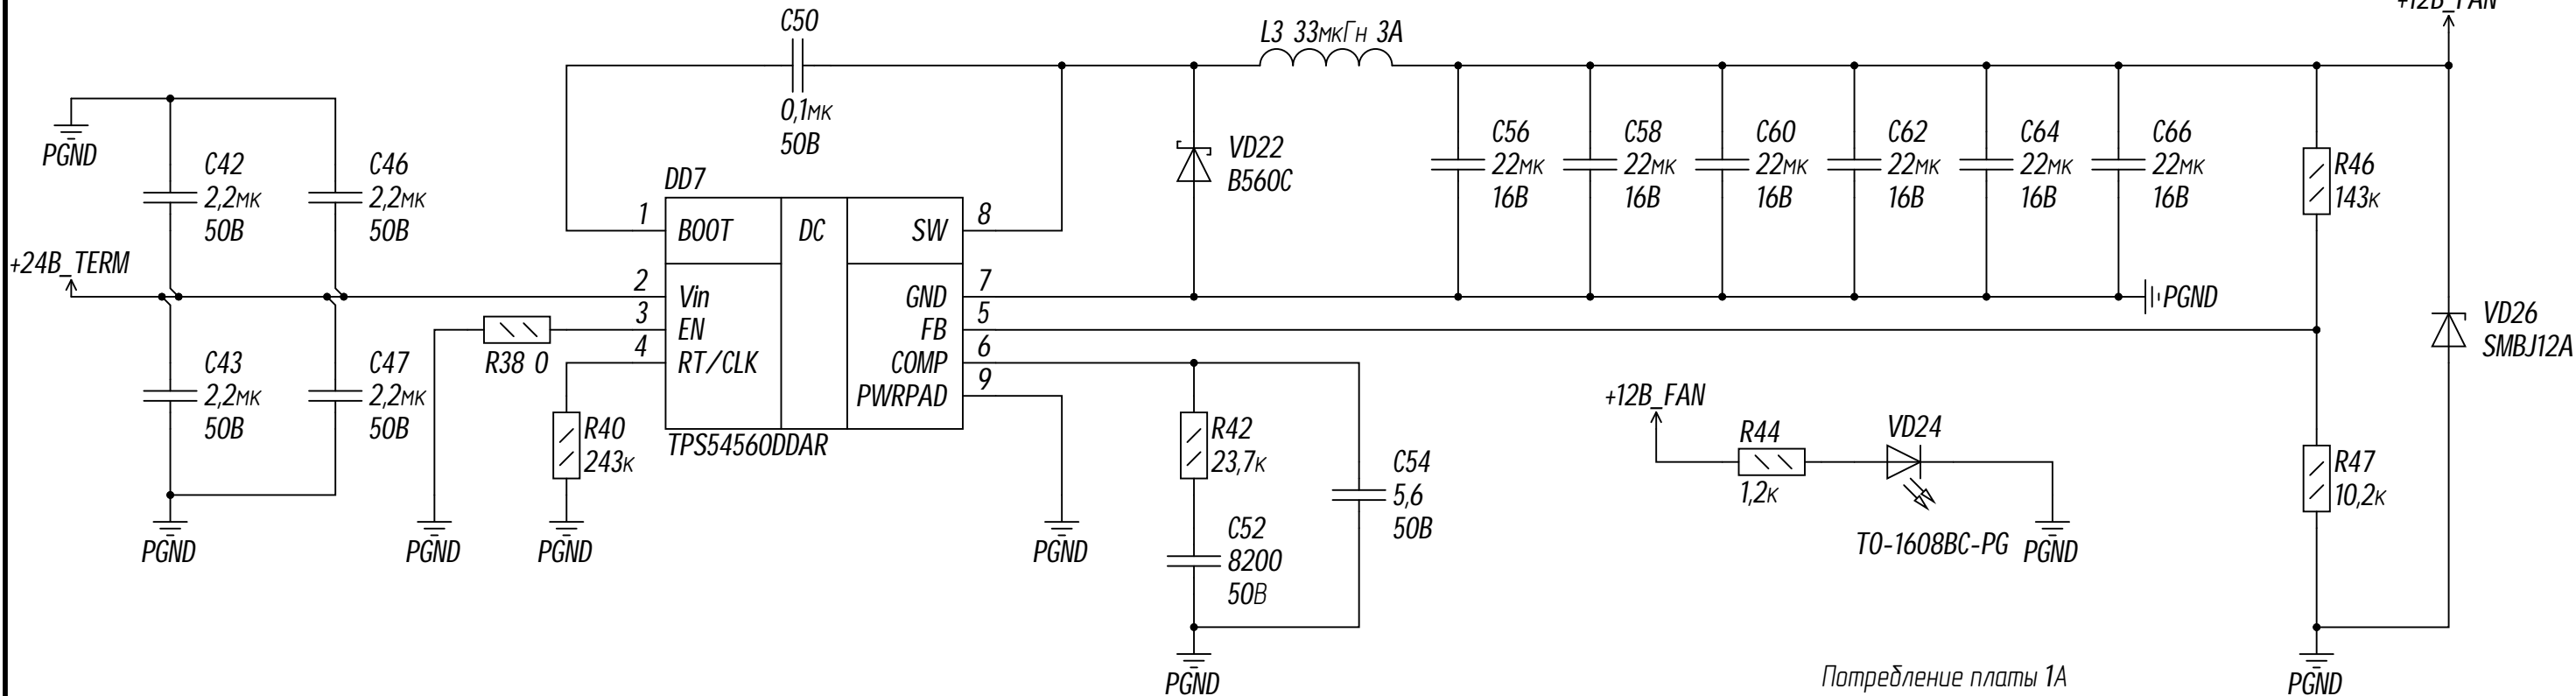 +12В_FAN
C50
0,1мк
50В
L3 33мкГн 3А
PGND
C42
2,2мк
50В
C46
2,2мк
50В
DD7
1
BOOT
DC
SW
8
VD22
B560C
C56
22мк
16В
C58
22мк
16В
C60
22мк
16В
C62
22мк
16В
C64
22мк
16В
C66
22мк
16В
R46
143к
+24В_TERM
2
Vin
GND
7
PGND
3
EN
FB
5
R38 0
4
RT/CLK
COMP
6
PWRPAD
9
TPS54560DDAR
VD26
SMBJ12A
C43
2,2мк
50В
C47
2,2мк
50В
R40
243к
R42
23,7к
C54
5,6
50В
+12В_FAN
R44
1,2к
VD24
TO-1608BC-PG
PGND
R47
10,2к
PGND
PGND
PGND
PGND
C52
8200
50В
PGND
Потребление платы 1А
PGND